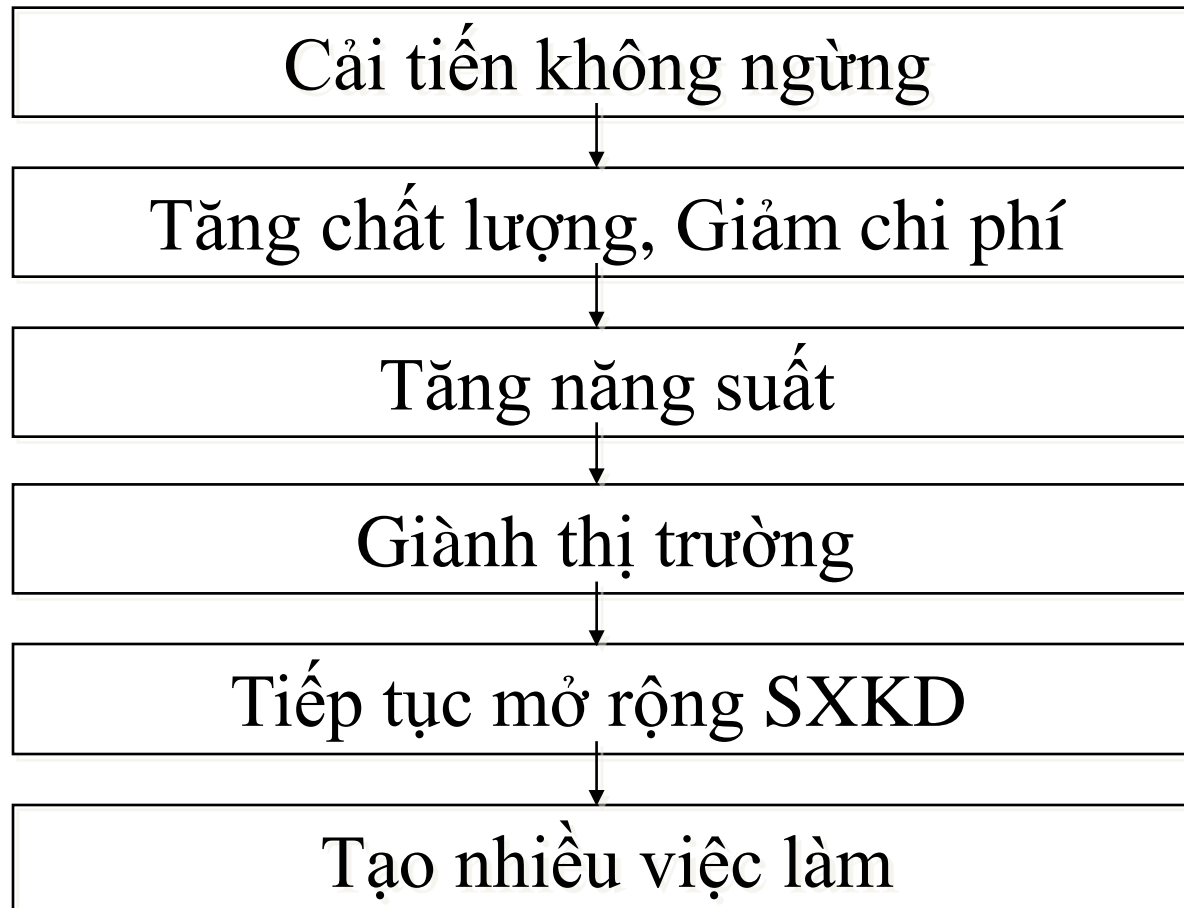 Cải tiến không ngừng
Tăng chất lượng, Giảm chi phí
Tăng năng suất
Giành thị trường
Tiếp tục mở rộng SXKD
Tạo nhiều việc làm